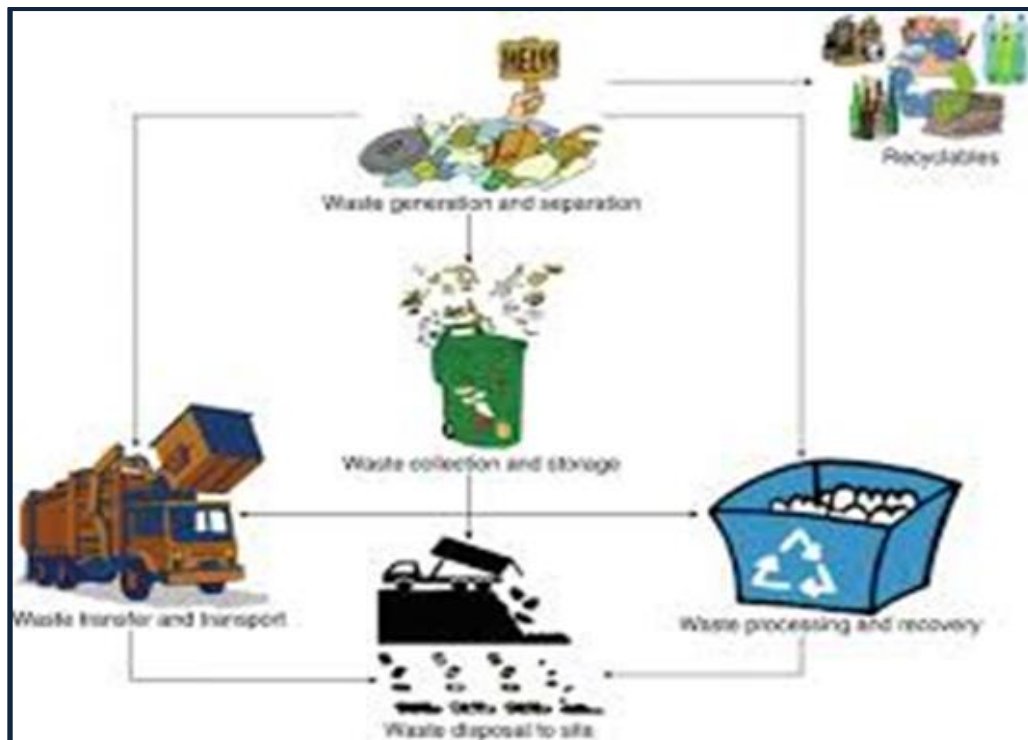 HELP
Recyclables
Waste generation and separation
Waste collection and storage
Waste transfer and transport
Waste processing and recovery
Waste disposal to site